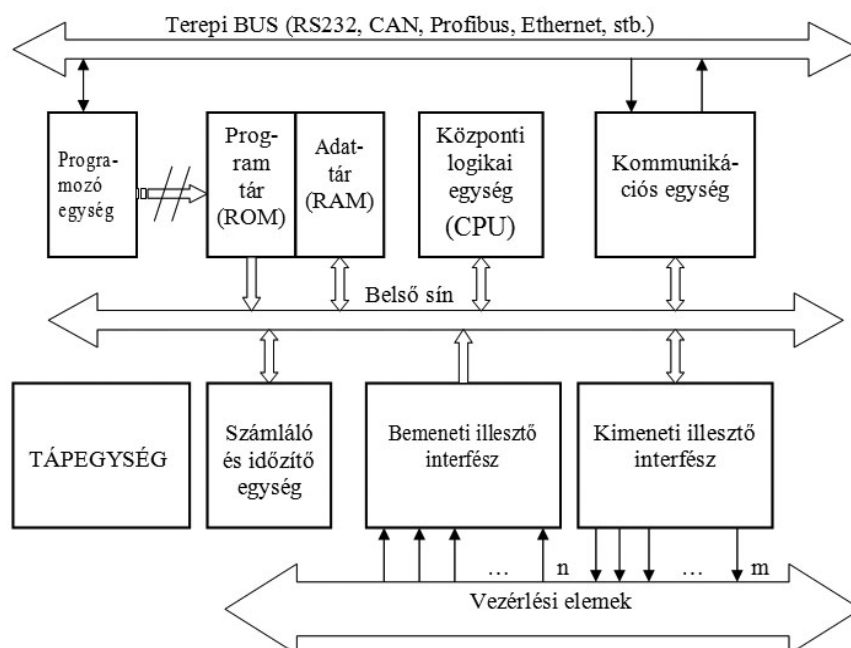 Terepi BUS (RS232, CAN, Profibus, Ethernet, stb.)
Progra-
mozó
egység
Prog-
ram
tár
(ROM)
Adat-
tár
(RAM)
Központi
logikai
egység
(CPU)
Kommuniká-
ciós egység
Belső sín
TÁPEGYSÉG
Számláló
és időzítő
egység
Bemeneti illesztő
interfész
Kimeneti illesztő
interfész
… n
… m
Vezérlési elemek